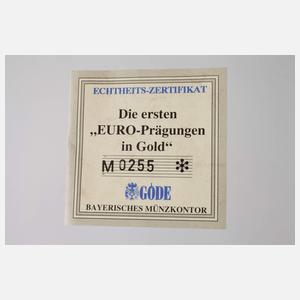 ECHTHEITS-ZERTIFIKAT
Die ersten
„EURO-Prägungen
in Gold“
M 0255 ✻
GÖDE
BAYERISCHES MÜNZKONTOR